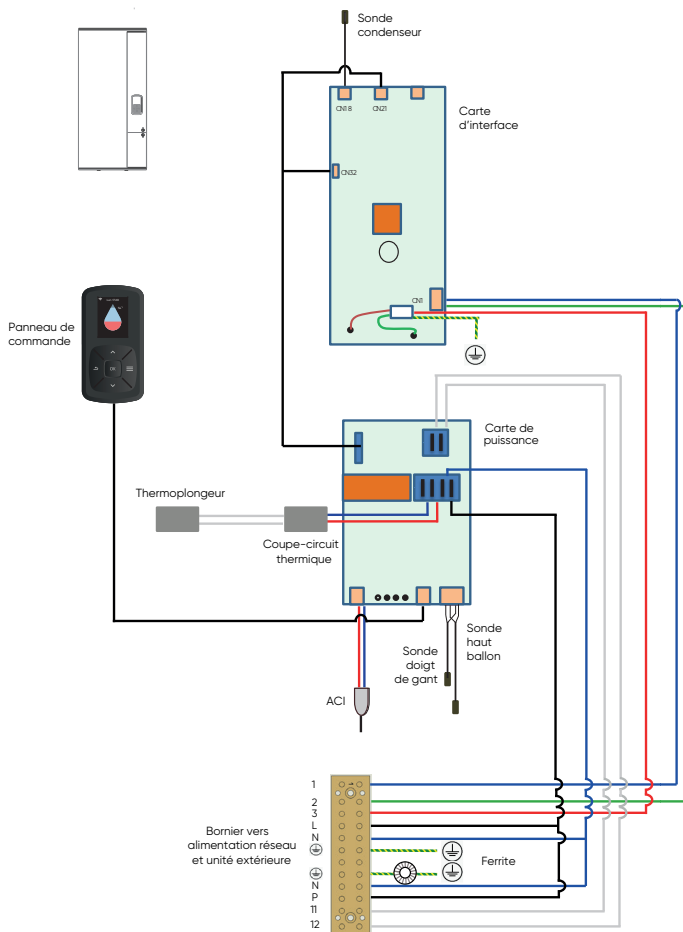 Sonde
condenseur
CN18
CN21
Carte
d'interface
CN32
CN1
Panneau de
commande
OK
Carte de
puissance
Thermoplongeur
Coupe-circuit
thermique
Sonde
haut
ballon
Sonde
doigt
de gant
ACI
1
2
3
L
N
Bornier vers
alimentation réseau
et unité extérieure
Ferrite
N
P
11
12